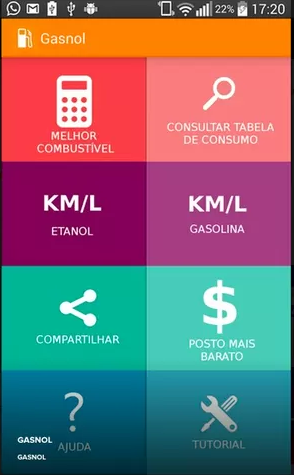 22% 17:20
Gasnol
MELHOR
COMBUSTÍVEL
CONSULTAR TABELA
DE CONSUMO
KM/L
ETANOL
KM/L
GASOLINA
COMPARTILHAR
$
POSTO MAIS
BARATO
?
AJUDA
TUTORIAL
GASNOL
GASNOL